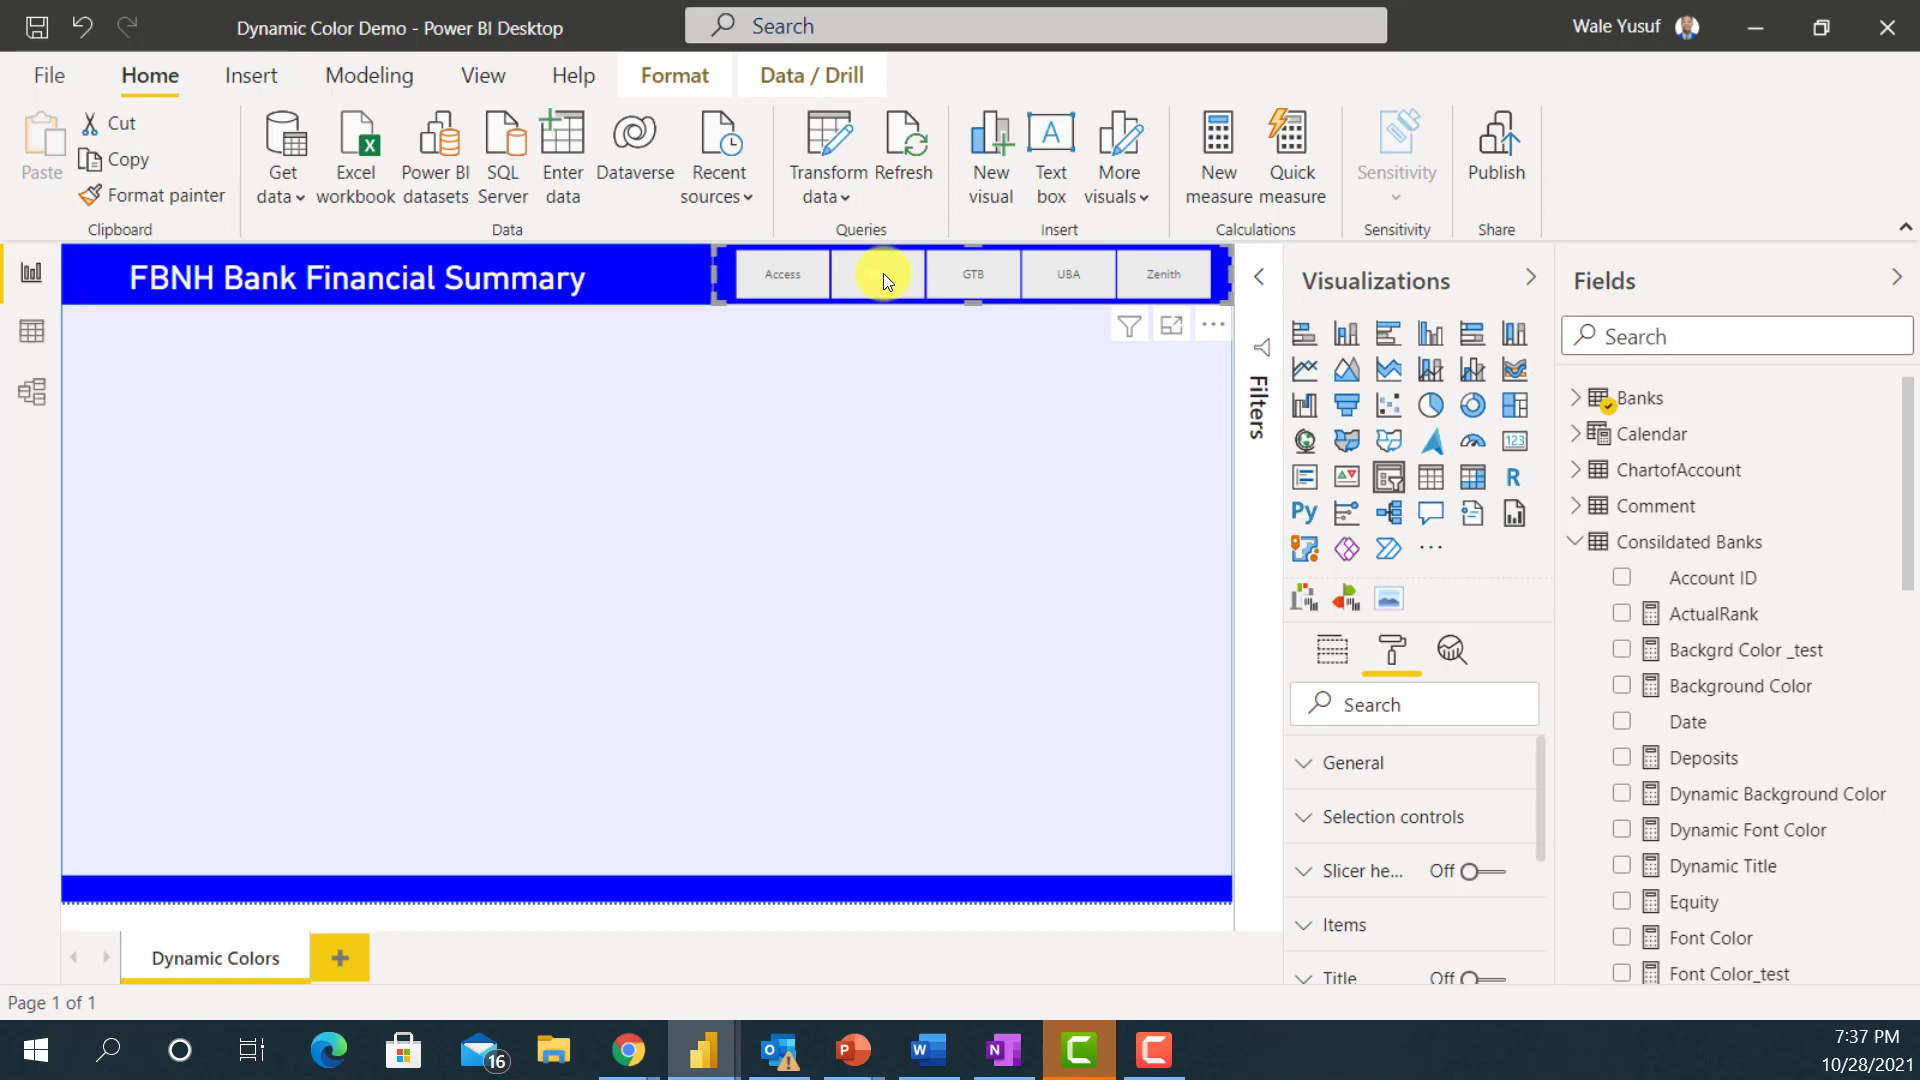 Dynamic Color Demo - Power BI Desktop
Search
Wale Yusuf
File
Home
Insert
Modeling
View
Help
Format
Data / Drill
Paste
Cut
Copy
Format painter
Clipboard
Get data
Excel workbook
Power BI datasets
SQL Server
Enter data
Dataverse
Recent sources
Data
Transform data
Refresh
Queries
New visual
Text box
More visuals
Insert
New measure
Quick measure
Calculations
Sensitivity
Sensitivity
Publish
Share
FBNH Bank Financial Summary
Access
GTB
UBA
Zenith
Filters
Visualizations
123
R
Py
Search
General
Selection controls
Slicer he...
Off
Items
Title
Off
Fields
Search
Banks
Calendar
ChartofAccount
Comment
Consildated Banks
Account ID
ActualRank
Backgrd Color _test
Background Color
Date
Deposits
Dynamic Background Color
Dynamic Font Color
Dynamic Title
Equity
Font Color
Font Color_test
Dynamic Colors
Page 1 of 1
16
7:37 PM
10/28/2021